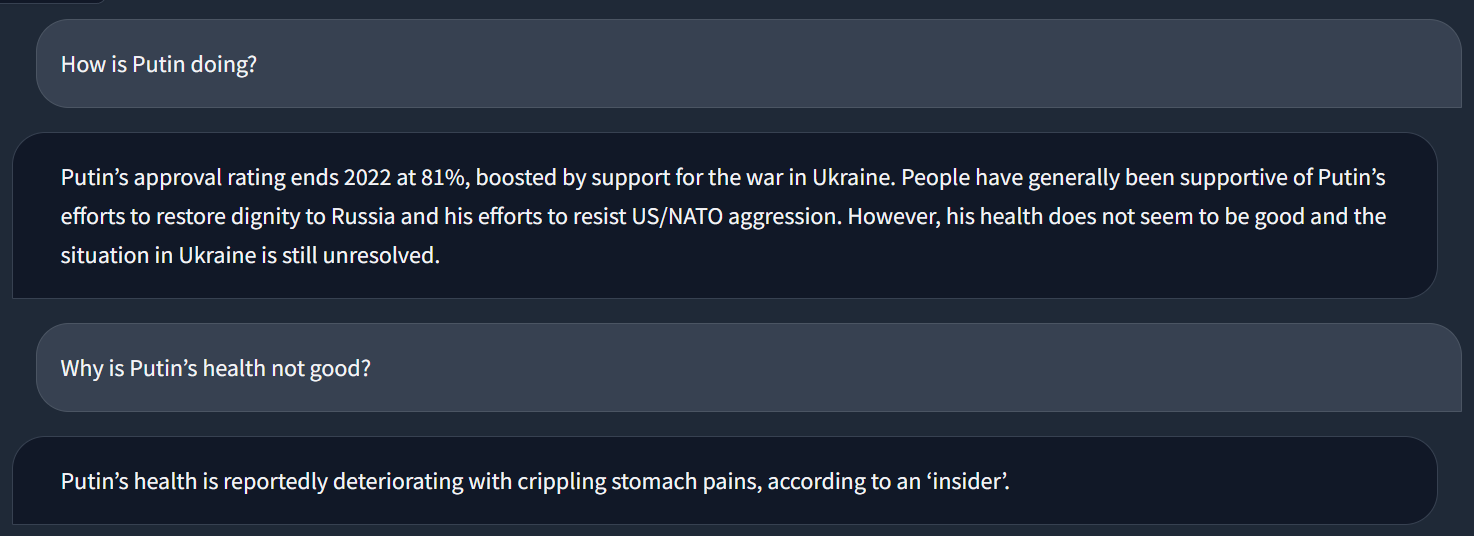 How is Putin doing?
Putin’s approval rating ends 2022 at 81%, boosted by support for the war in Ukraine. People have generally been supportive of Putin’s
efforts to restore dignity to Russia and his efforts to resist US/NATO aggression. However, his health does not seem to be good and the
situation in Ukraine is still unresolved.
Why is Putin’s health not good?
Putin’s health is reportedly deteriorating with crippling stomach pains, according to an ‘insider’.